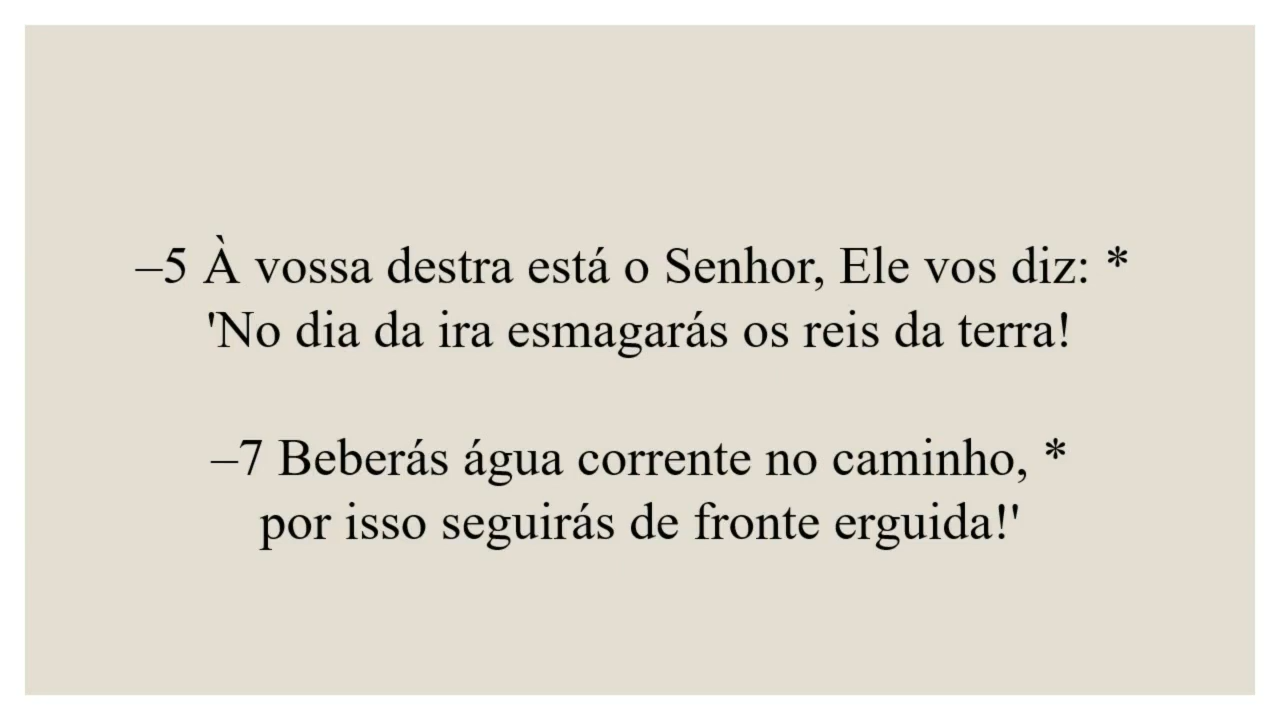 –5 À vossa destra está o Senhor, Ele vos diz: *
'No dia da ira esmagarás os reis da terra!
–7 Beberás água corrente no caminho, *
por isso seguirás de fronte erguida!'